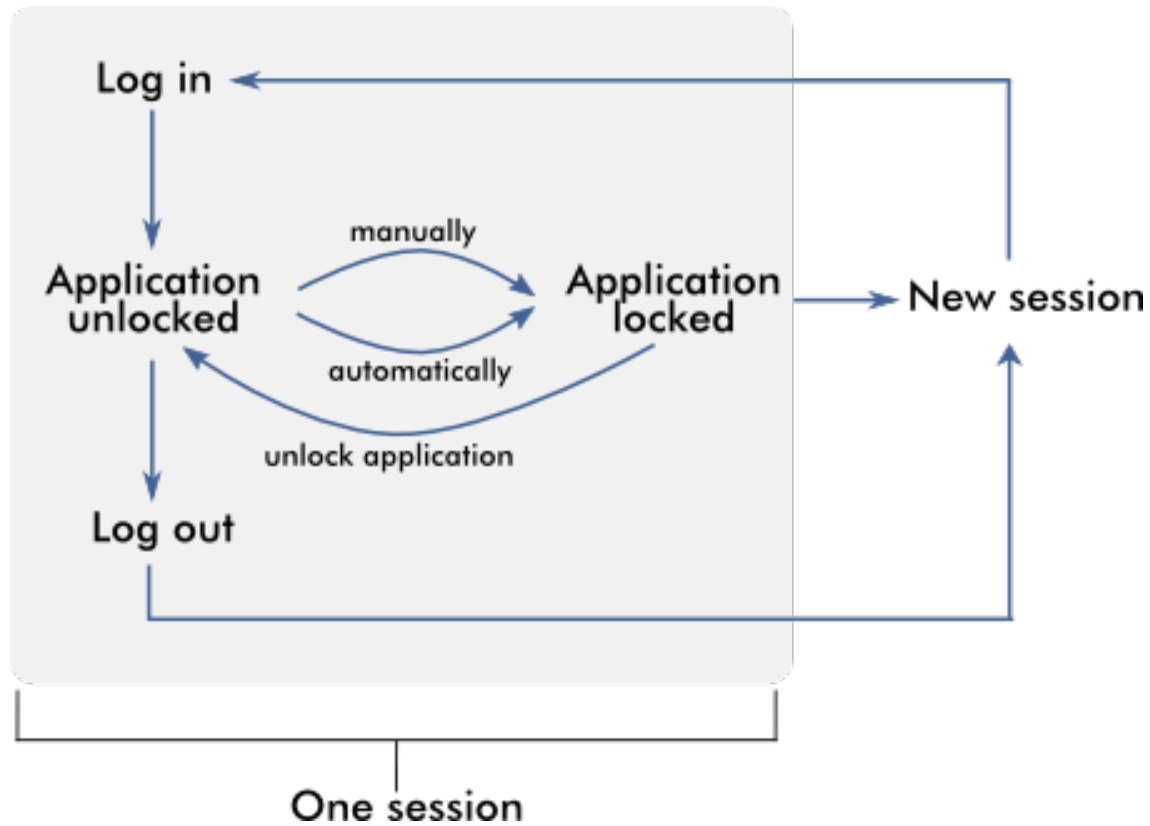 Log in
manually
Application
unlocked
Application
locked
New session
automatically
unlock application
Log out
One session